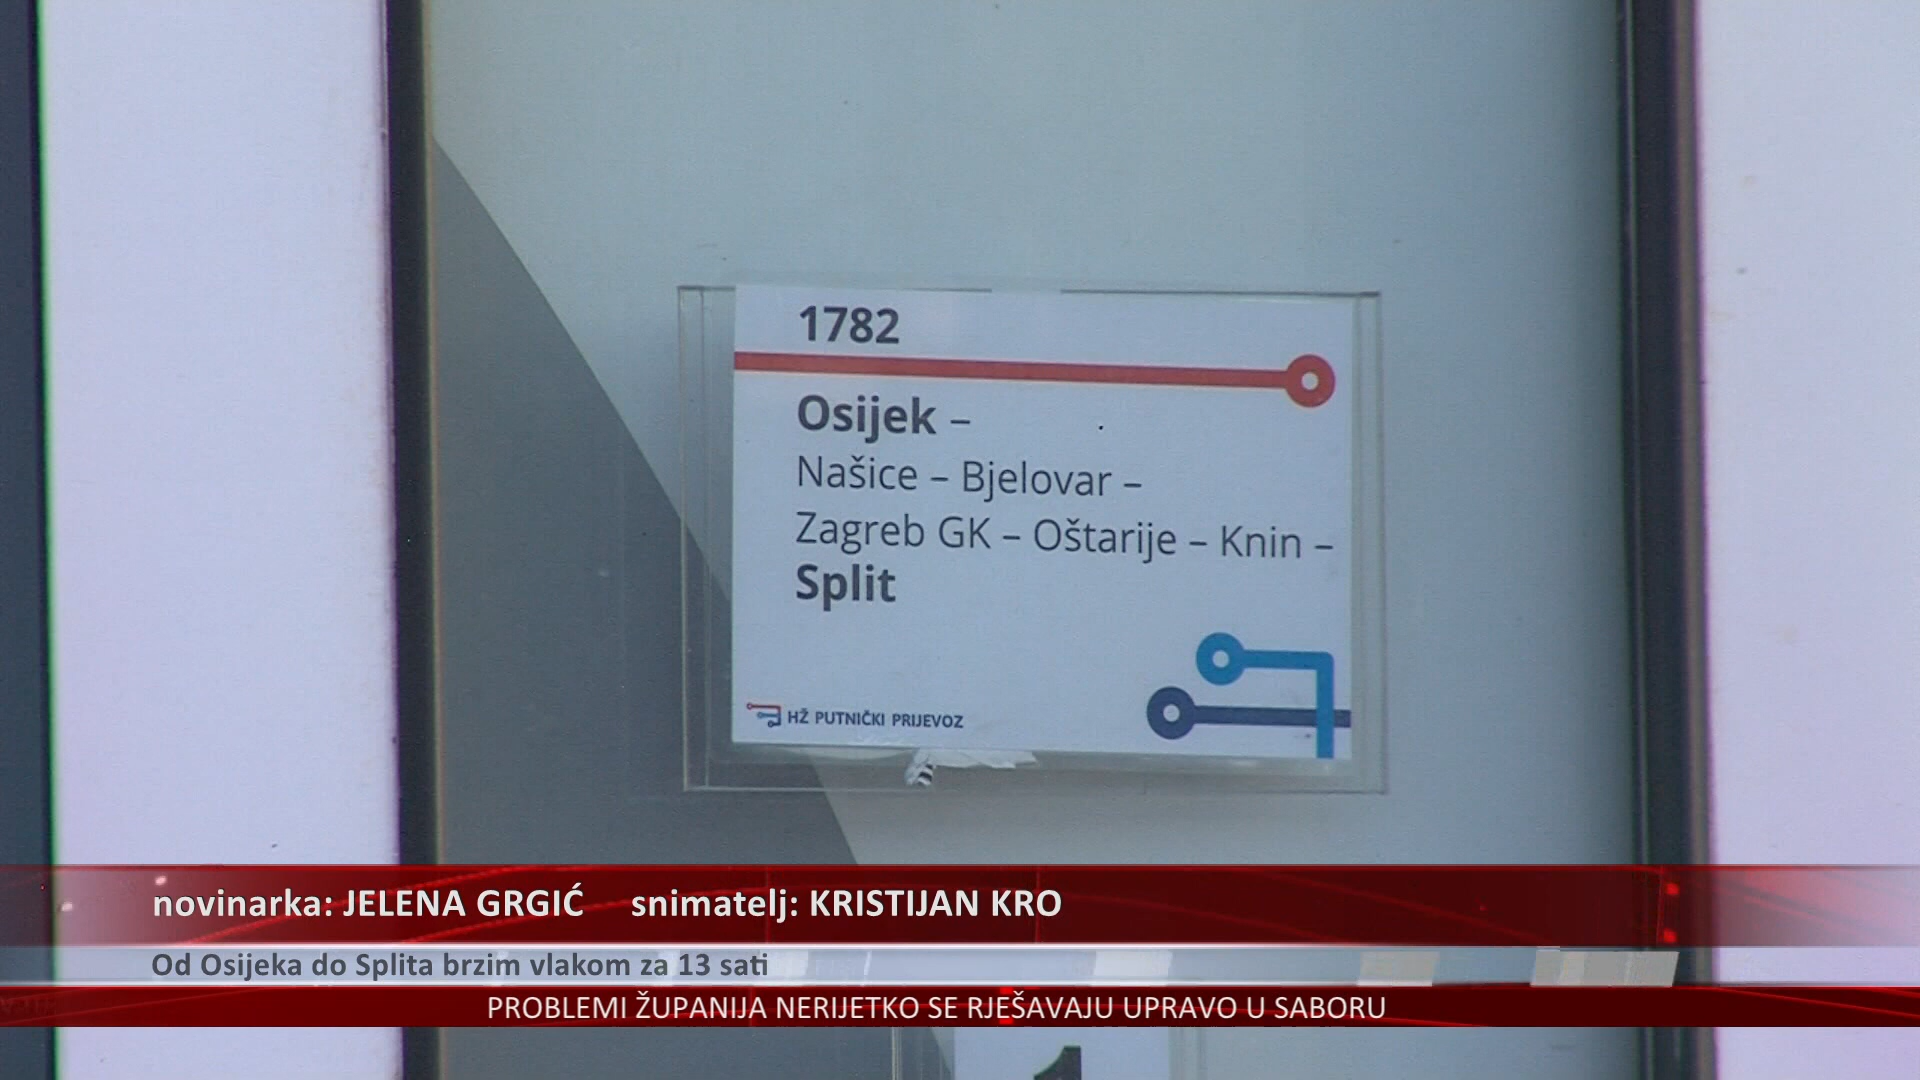 1782
Osijek –
Našice – Bjelovar –
Zagreb GK – Oštarije – Knin –
Split
HŽ PUTNIČKI PRIJEVOZ
novinarka: JELENA GRGIĆ snimatelj: KRISTIJAN KRO
Od Osijeka do Splita brzim vlakom za 13 sati
PROBLEMI ŽUPANIJA NERIJETKO SE RJEŠAVAJU UPRAVO U SABORU
1